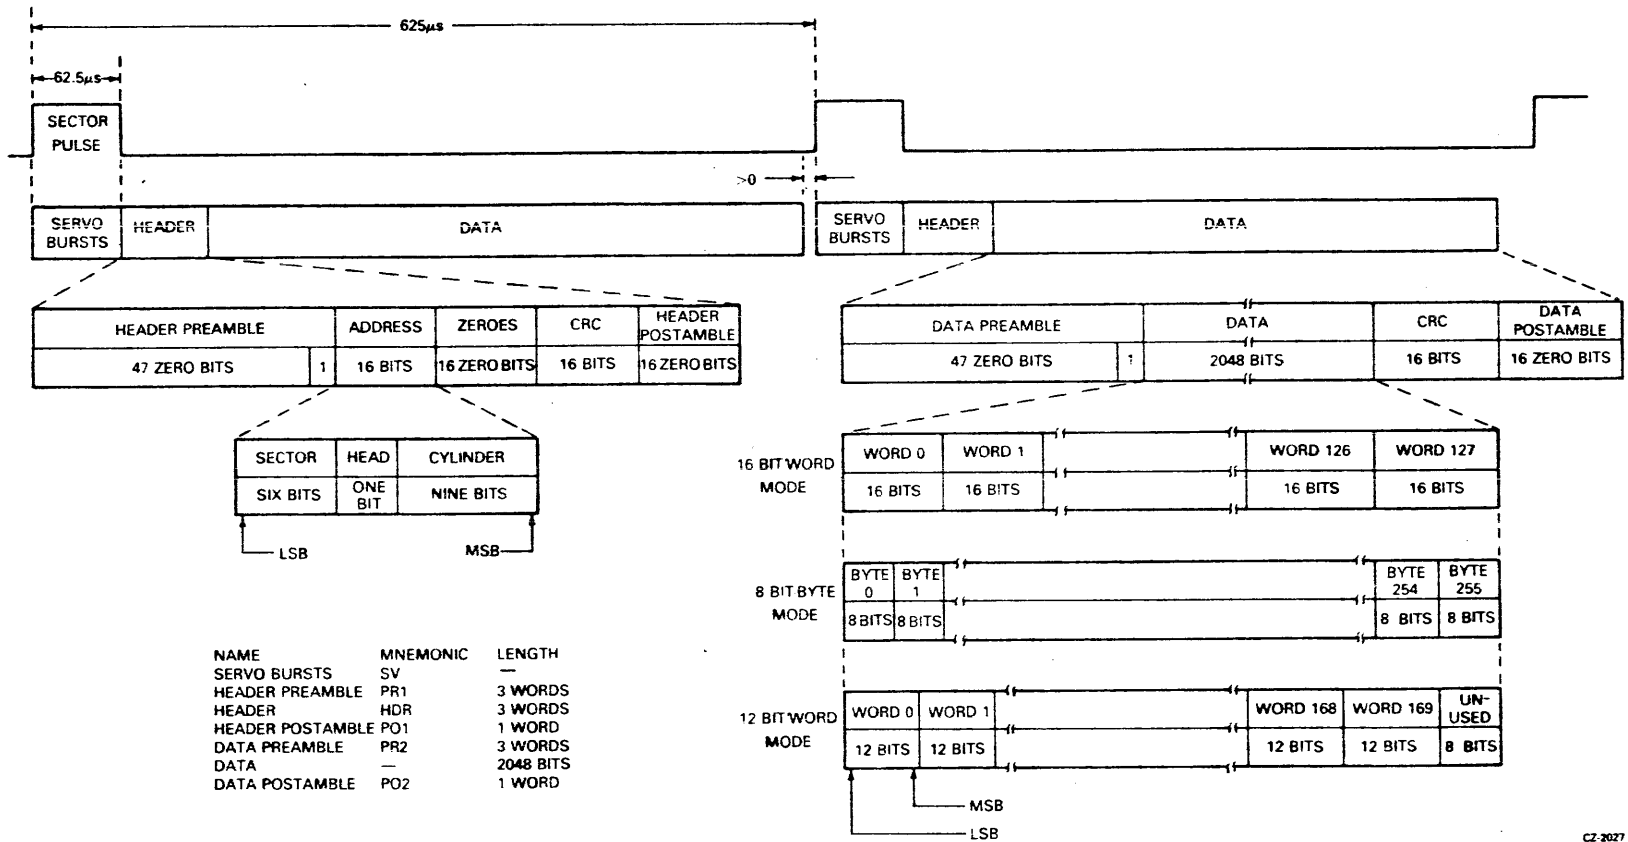 625μs
62.5μs
SECTOR
PULSE
>0
SERVO
BURSTS
HEADER
DATA
SERVO
BURSTS
HEADER
DATA
HEADER PREAMBLE
ADDRESS
ZEROES
CRC
HEADER
POSTAMBLE
47 ZERO BITS
1
16 BITS
16 ZERO BITS
16 BITS
16 ZERO BITS
DATA PREAMBLE
DATA
CRC
DATA
POSTAMBLE
47 ZERO BITS
1
2048 BITS
16 BITS
16 ZERO BITS
SECTOR
HEAD
CYLINDER
SIX BITS
ONE
BIT
NINE BITS
LSB
MSB
16 BIT WORD
MODE
WORD 0
WORD 1
WORD 126
WORD 127
16 BITS
16 BITS
16 BITS
16 BITS
8 BIT BYTE
MODE
BYTE
0
BYTE
1
BYTE
254
BYTE
255
8 BITS
8 BITS
8 BITS
8 BITS
12 BIT WORD
MODE
WORD 0
WORD 1
WORD 168
WORD 169
UN-
USED
12 BITS
12 BITS
12 BITS
12 BITS
8 BITS
MSB
LSB
NAME MNEMONIC LENGTH
SERVO BURSTS SV —
HEADER PREAMBLE PR1 3 WORDS
HEADER HDR 3 WORDS
HEADER POSTAMBLE PO1 1 WORD
DATA PREAMBLE PR2 3 WORDS
DATA — 2048 BITS
DATA POSTAMBLE PO2 1 WORD
CZ-2027